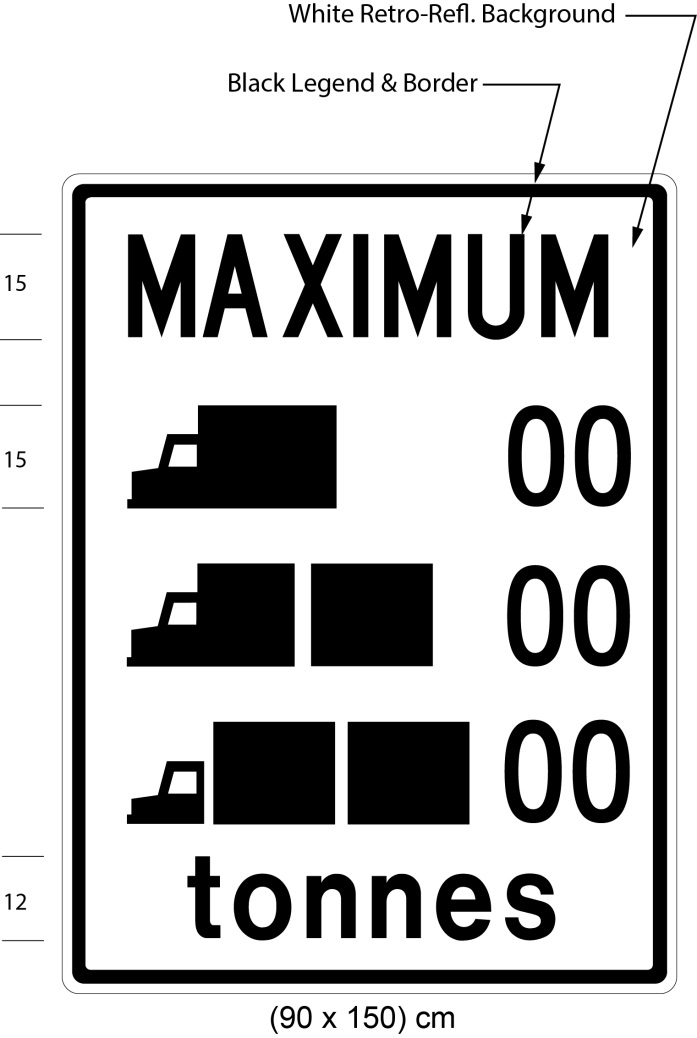 White Retro-Refl. Background
Black Legend & Border
MAXIMUM
15
15
00
00
00
12
tonnes
(90 x 150) cm